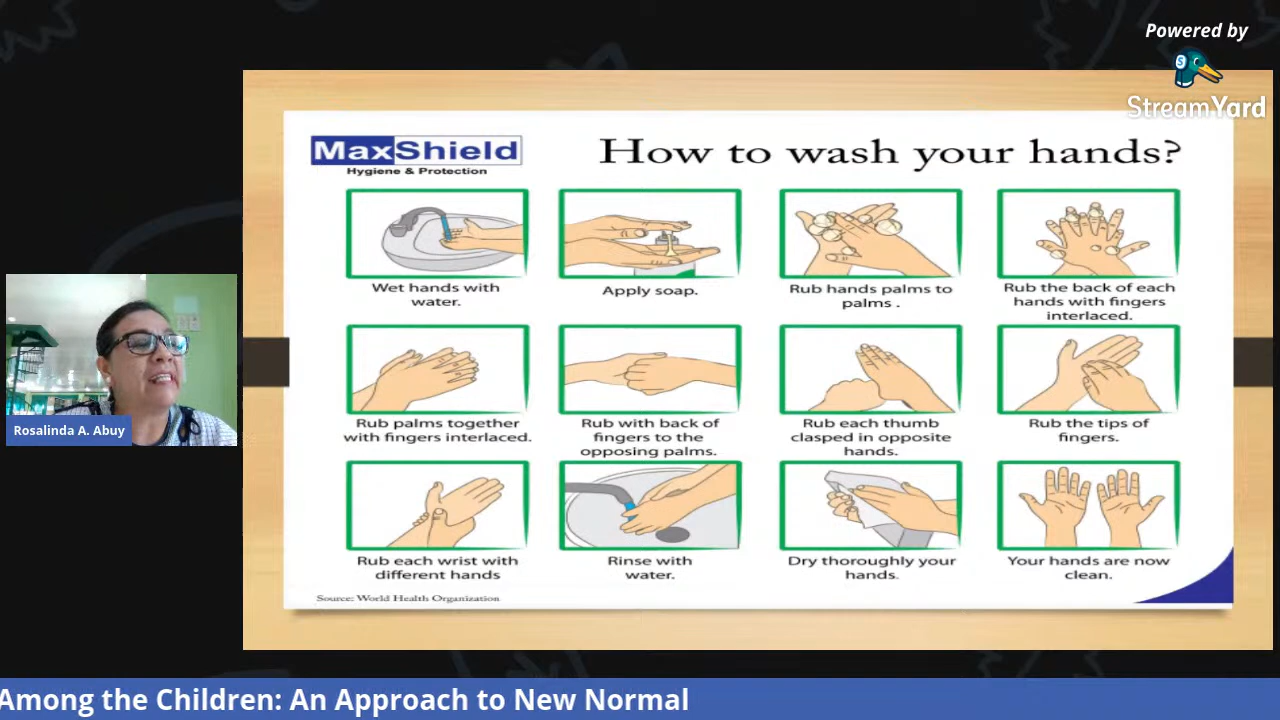 Powered by
StreamYard
MaxShield
Hygiene & Protection
How to wash your hands?
Wet hands with
water.
Apply soap.
Rub hands palms to
palms .
Rub the back of each
hands with fingers
interlaced.
Rub palms together
with fingers interlaced.
Rub with back of
fingers to the
opposing palms.
Rub each thumb
clasped in opposite
hands.
Rub the tips of
fingers.
Rub each wrist with
different hands
Rinse with
water.
Dry thoroughly your
hands.
Your hands are now
clean.
Source: World Health Organization
Rosalinda A. Abuy
Among the Children: An Approach to New Normal